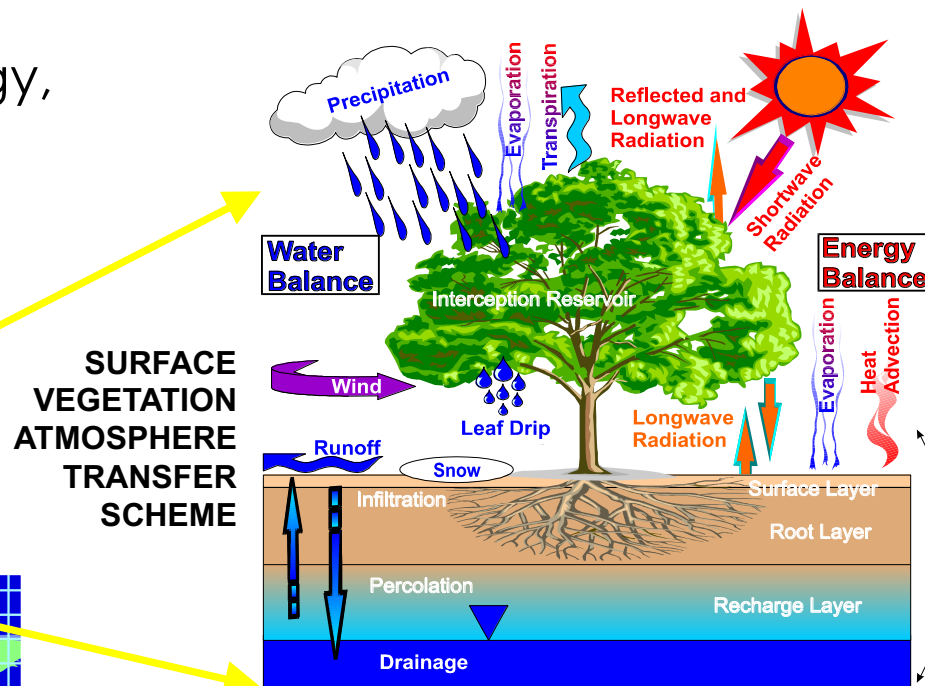 gy,
Precipitation
Evaporation
Transpiration
Reflected and
Longwave
Radiation
Shortwave
Radiation
Water
Balance
Energy
Balance
Interception Reservoir
SURFACE
VEGETATION
ATMOSPHERE
TRANSFER
SCHEME
Wind
Leaf Drip
Longwave
Radiation
Evaporation
Heat
Advection
Runoff
Snow
Infiltration
Surface Layer
Root Layer
Percolation
Recharge Layer
Drainage